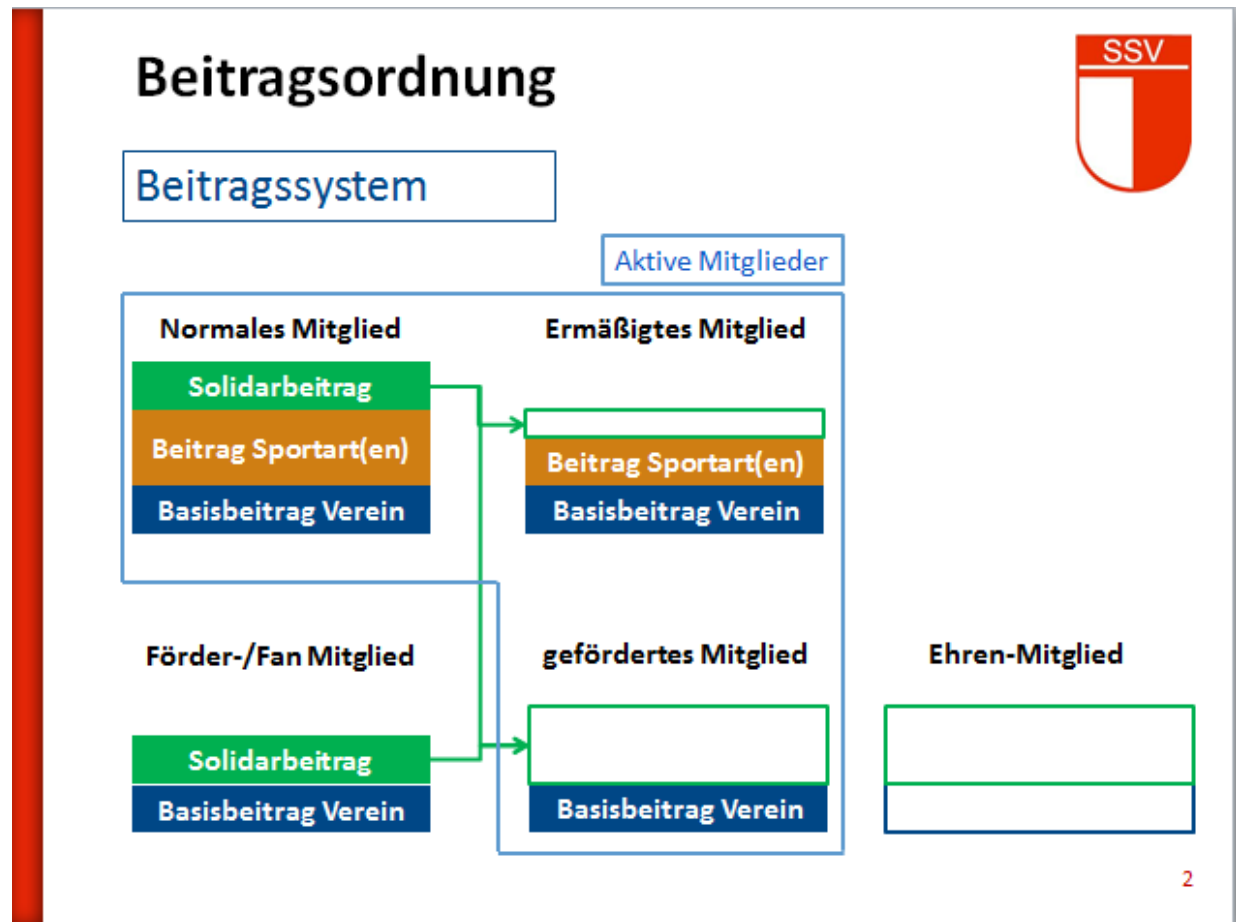 Beitragsordnung
SSV
Beitragssystem
Aktive Mitglieder
Normales Mitglied
Solidarbeitrag
Beitrag Sportart(en)
Basisbeitrag Verein
Ermäßigtes Mitglied
Beitrag Sportart(en)
Basisbeitrag Verein
Förder-/Fan Mitglied
Solidarbeitrag
Basisbeitrag Verein
gefördertes Mitglied
Basisbeitrag Verein
Ehren-Mitglied
2